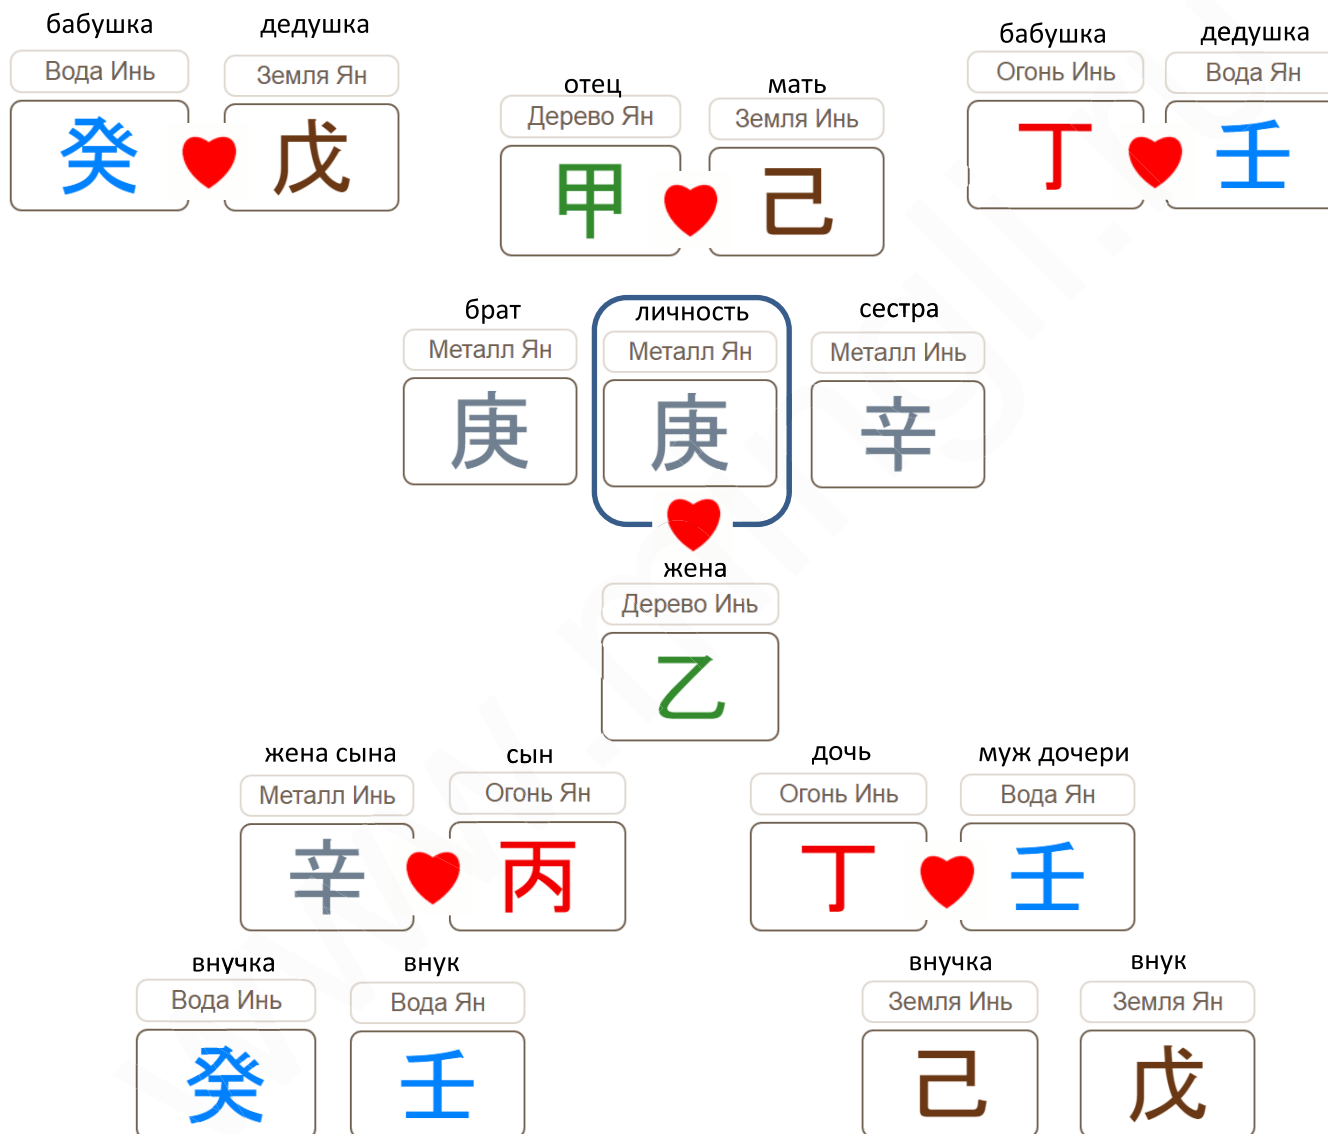 бабушка
дедушка
Вода Инь
Земля Ян
癸
戊
отец
мать
Дерево Ян
Земля Инь
甲
己
бабушка
дедушка
Огонь Инь
Вода Ян
丁
壬
брат
личность
сестра
Металл Ян
Металл Ян
Металл Инь
庚
庚
辛
жена
Дерево Инь
乙
жена сына
сын
Металл Инь
Огонь Ян
辛
丙
дочь
муж дочери
Огонь Инь
Вода Ян
丁
壬
внучка
внук
Вода Инь
Вода Ян
癸
壬
внучка
внук
Земля Инь
Земля Ян
己
戊